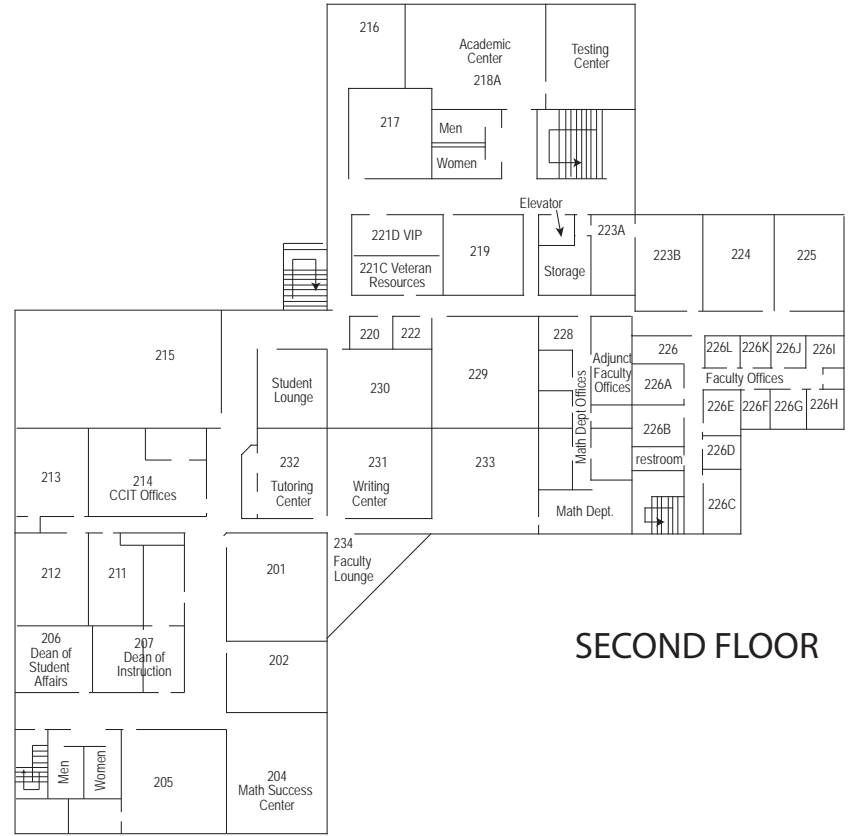 216
Academic
Center
218A
Testing
Center
217
Men
Women
Elevator
221D VIP
221C Veteran
Resources
219
Storage
223A
223B
224
225
215
220
222
228
Student
Lounge
230
229
Adjunct
Faculty
Offices
Math Dept Offices
226
226L
226K
226J
226I
Faculty Offices
226A
226E
226F
226G
226H
226B
restroom
226D
226C
213
214
CCIT Offices
232
Tutoring
Center
231
Writing
Center
233
Math Dept.
234
Faculty
Lounge
212
211
201
206
Dean of
Student
Affairs
207
Dean of
Instruction
202
SECOND FLOOR
Men
Women
205
204
Math Success
Center